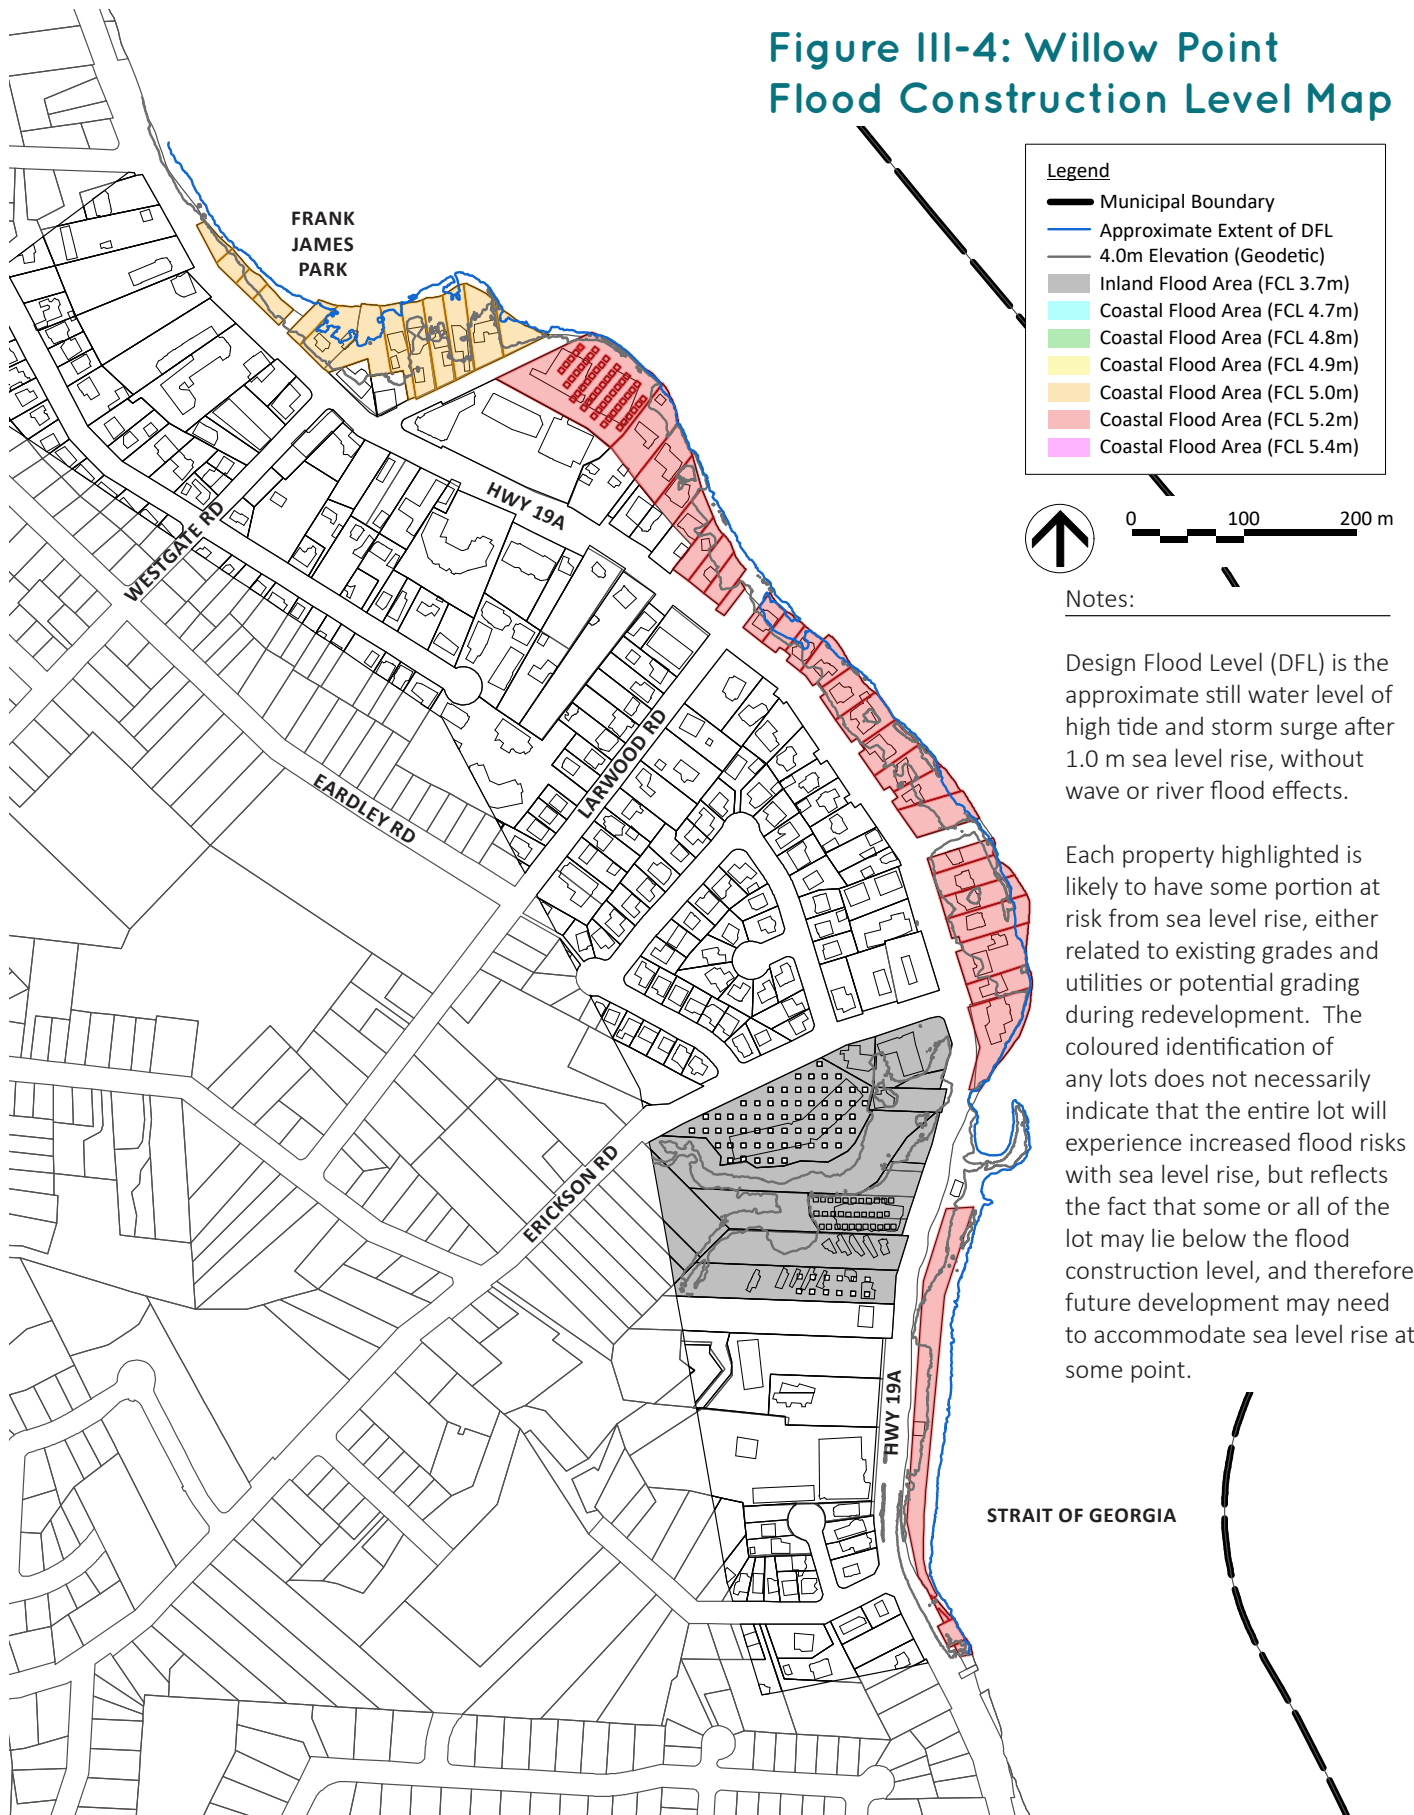 Figure III-4: Willow Point
Flood Construction Level Map
Legend
Municipal Boundary
Approximate Extent of DFL
4.0m Elevation (Geodetic)
Inland Flood Area (FCL 3.7m)
Coastal Flood Area (FCL 4.7m)
Coastal Flood Area (FCL 4.8m)
Coastal Flood Area (FCL 4.9m)
Coastal Flood Area (FCL 5.0m)
Coastal Flood Area (FCL 5.2m)
Coastal Flood Area (FCL 5.4m)
0 100 200 m
Notes:
Design Flood Level (DFL) is the
approximate still water level of
high tide and storm surge after
1.0 m sea level rise, without
wave or river flood effects.
Each property highlighted is
likely to have some portion at
risk from sea level rise, either
related to existing grades and
utilities or potential grading
during redevelopment. The
coloured identification of
any lots does not necessarily
indicate that the entire lot will
experience increased flood risks
with sea level rise, but reflects
the fact that some or all of the
lot may lie below the flood
construction level, and therefore
future development may need
to accommodate sea level rise at
some point.
FRANK
JAMES
PARK
HWY 19A
WESTGATE RD
LARWOOD RD
EARDLEY RD
ERICKSON RD
HWY 19A
STRAIT OF GEORGIA